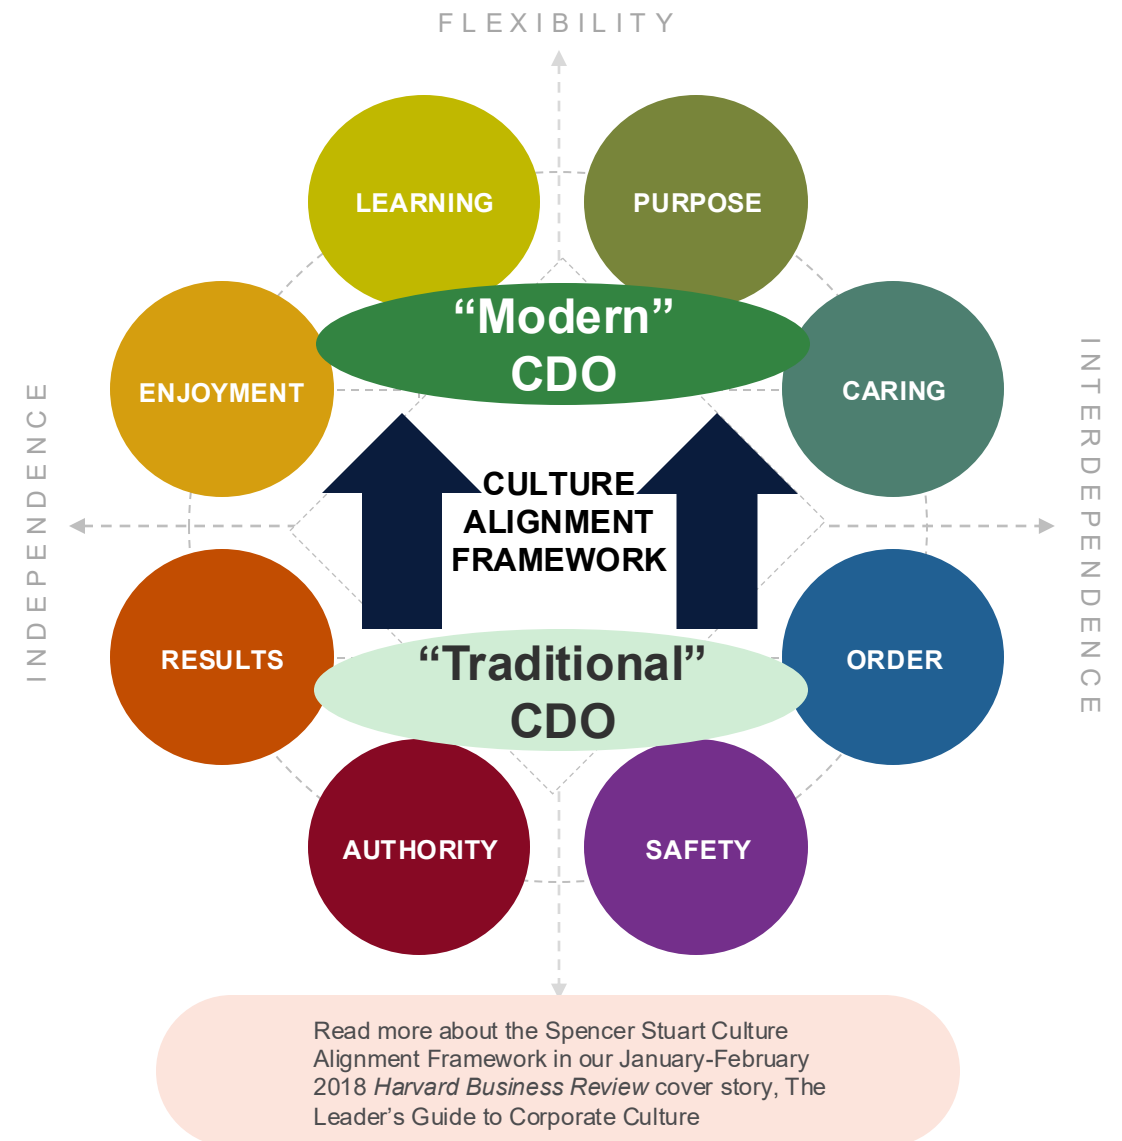 FLEXIBILITY
LEARNING
PURPOSE
“Modern”
CDO
ENJOYMENT
CARING
INDEPENDENCE
INTERDEPENDENCE
CULTURE
ALIGNMENT
FRAMEWORK
RESULTS
“Traditional”
CDO
ORDER
AUTHORITY
SAFETY
Read more about the Spencer Stuart Culture
Alignment Framework in our January-February
2018 Harvard Business Review cover story, The
Leader’s Guide to Corporate Culture